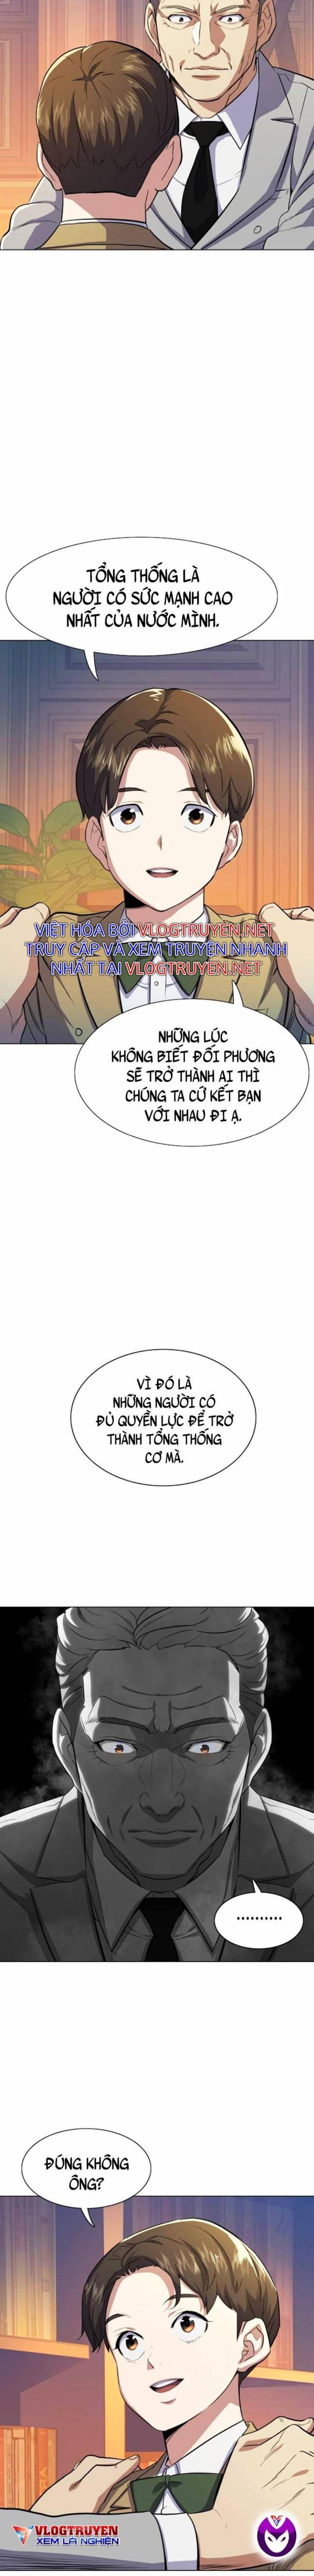 TỔNG THỐNG LÀ
NGƯỜI CÓ SỨC MẠNH CAO
NHẤT CỦA NƯỚC MÌNH.
VIỆT HÓA BỞI VLOGTRUYEN.NET
TRUY CẬP VÀ XEM TRUYỆN NHANH
NHẤT TẠI VLOGTRUYEN.NET
NHỮNG LÚC
KHÔNG BIẾT ĐỐI PHƯƠNG
SẼ TRỞ THÀNH AI THÌ
CHÚNG TA CỨ KẾT BẠN
VỚI NHAU ĐI Ạ.
VÌ ĐÓ LÀ
NHỮNG NGƯỜI CÓ
ĐỦ QUYỀN LỰC ĐỂ TRỞ
THÀNH TỔNG THỐNG
CƠ MÀ.
..........
ĐÚNG KHÔNG
ÔNG?
VLOGTRUYEN
XEM LÀ NGHIỆN